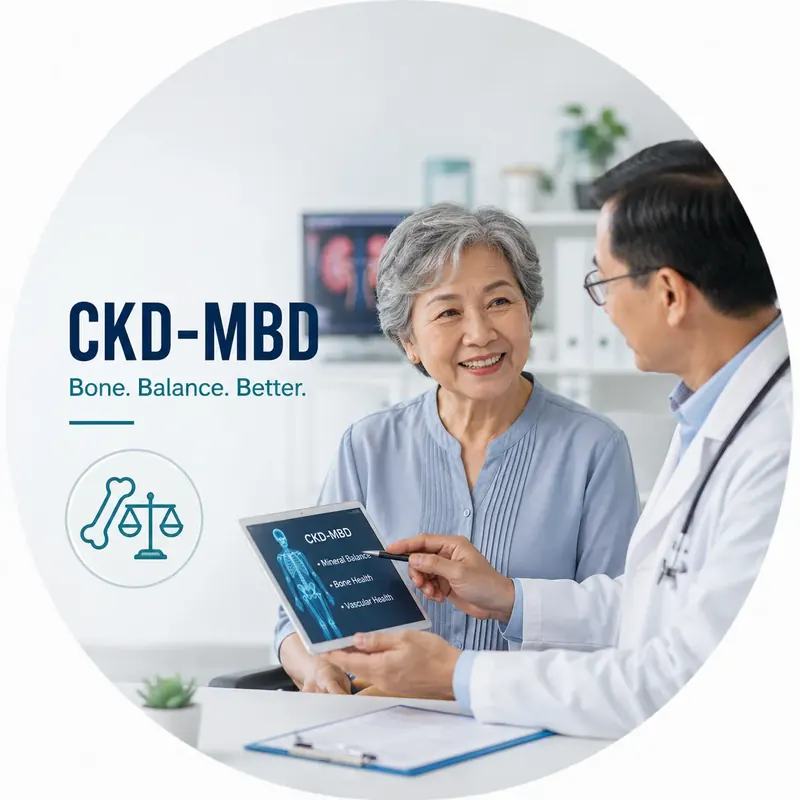 CKD-MBD
Bone. Balance. Better.
CKD-MBD
• Mineral Balance
• Bone Health
• Vascular Health